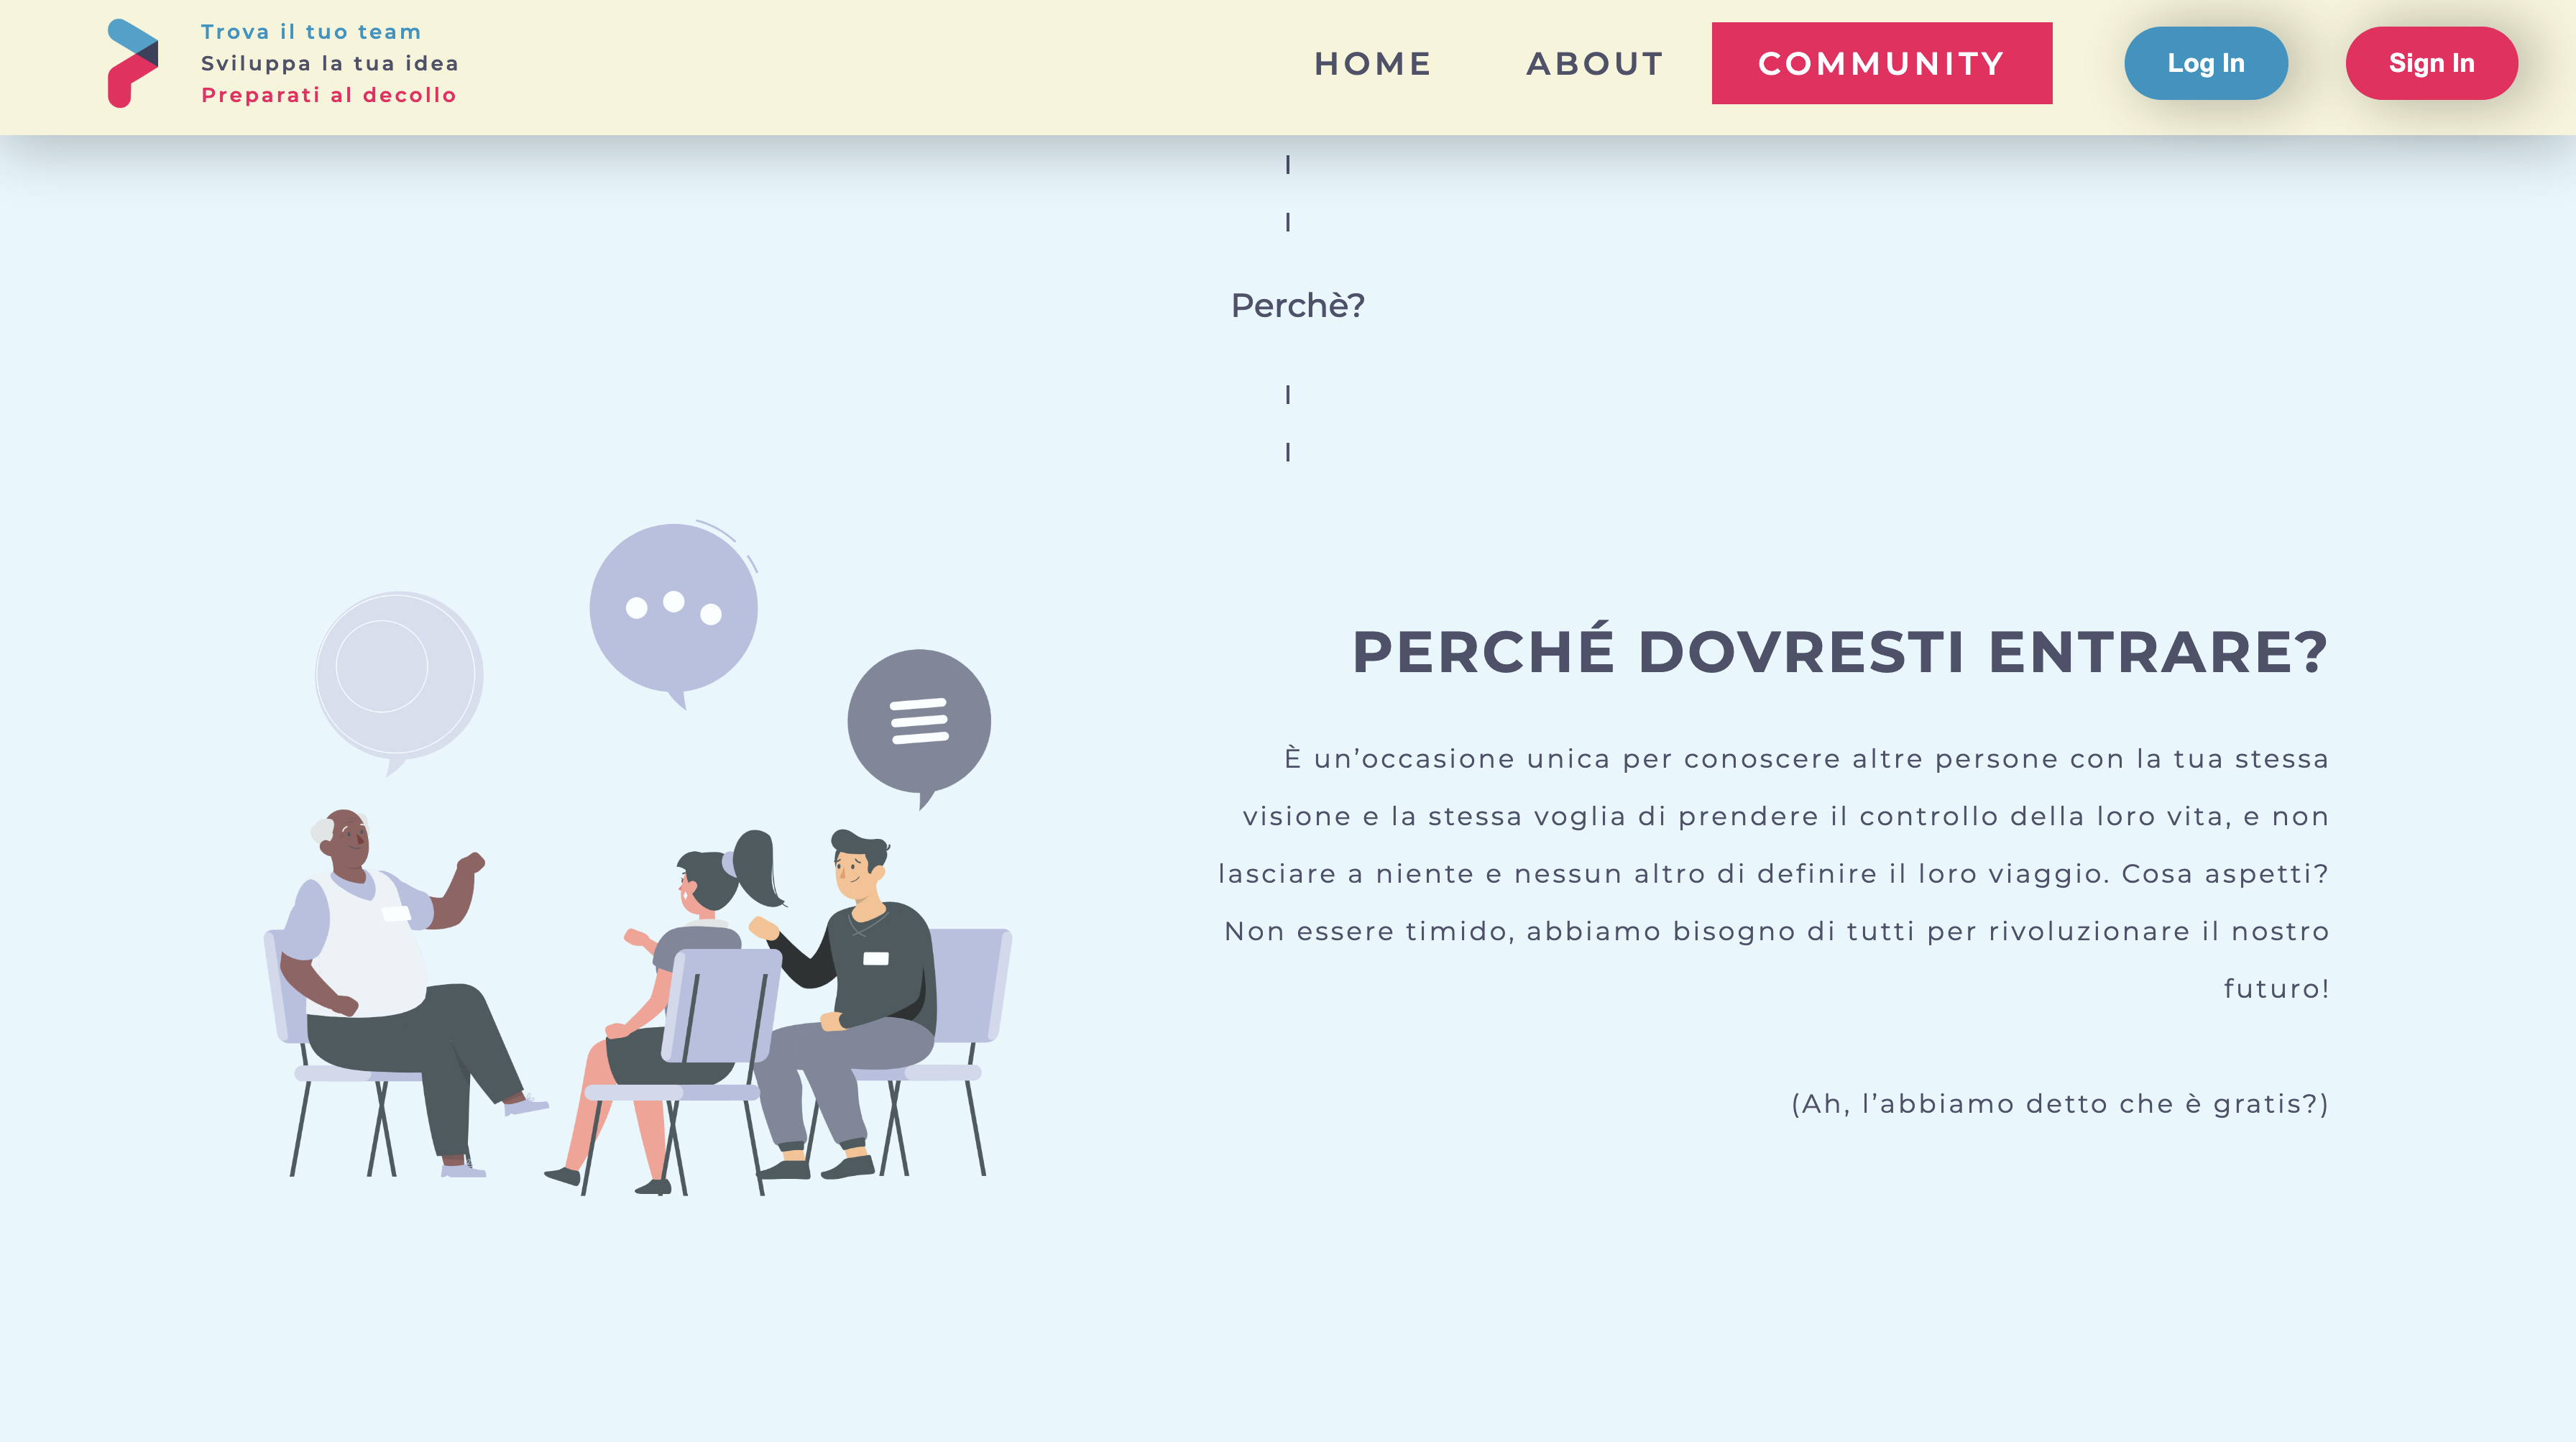 Trova il tuo team
Sviluppa la tua idea
Preparati al decollo
HOME
ABOUT
COMMUNITY
Log In
Sign In
|
|
Perchè?
|
|
PERCHÉ DOVRESTI ENTRARE?
È un’occasione unica per conoscere altre persone con la tua stessa
visione e la stessa voglia di prendere il controllo della loro vita, e non
lasciare a niente e nessun altro di definire il loro viaggio. Cosa aspetti?
Non essere timido, abbiamo bisogno di tutti per rivoluzionare il nostro
futuro!
(Ah, l’abbiamo detto che è gratis?)